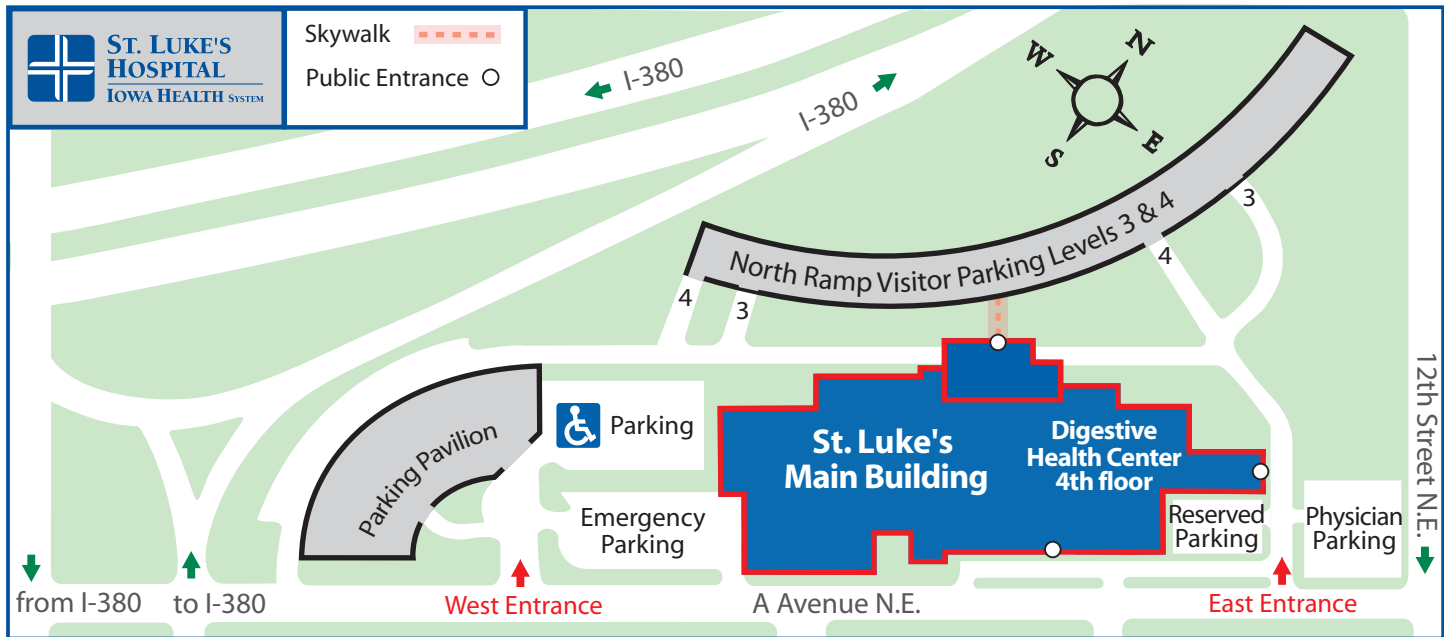 ST. LUKE'S
HOSPITAL
IOWA HEALTH SYSTEM
Skywalk
Public Entrance
I-380
I-380
N
W
E
S
North Ramp Visitor Parking Levels 3 & 4
3
4
4
3
12th Street N.E.
Parking Pavilion
Parking
St. Luke's
Main Building
Digestive
Health Center
4th floor
Emergency
Parking
Reserved
Parking
Physician
Parking
from I-380
to I-380
West Entrance
A Avenue N.E.
East Entrance